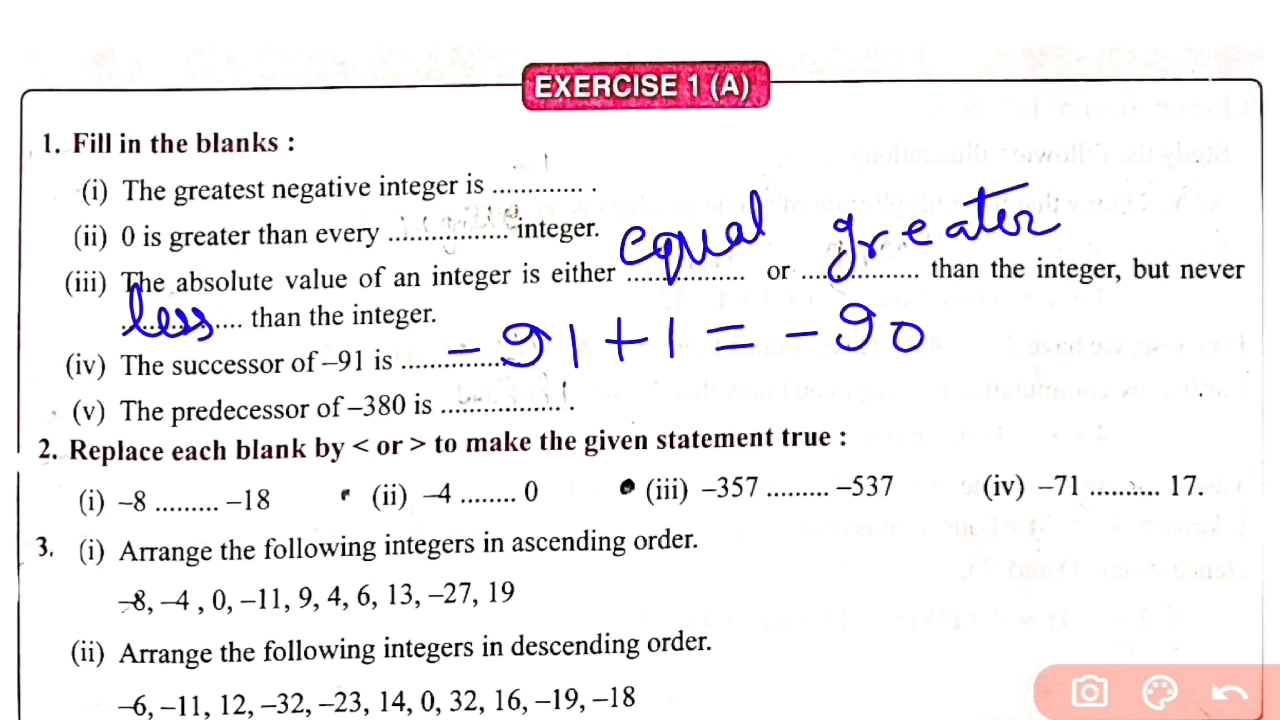 EXERCISE 1 (A)
1. Fill in the blanks :
(i) The greatest negative integer is ............. .
(ii) 0 is greater than every .................. integer.
(iii) The absolute value of an integer is either equal or greater than the integer, but never
less than the integer.
(iv) The successor of –91 is -91+1=-90
(v) The predecessor of –380 is .................. .
2. Replace each blank by < or > to make the given statement true :
(i) –8 ......... –18 (ii) –4 ........ 0 (iii) –357 ......... –537 (iv) –71 .......... 17.
3. (i) Arrange the following integers in ascending order.
–8, –4 , 0, –11, 9, 4, 6, 13, –27, 19
(ii) Arrange the following integers in descending order.
–6, –11, 12, –32, –23, 14, 0, 32, 16, –19, –18